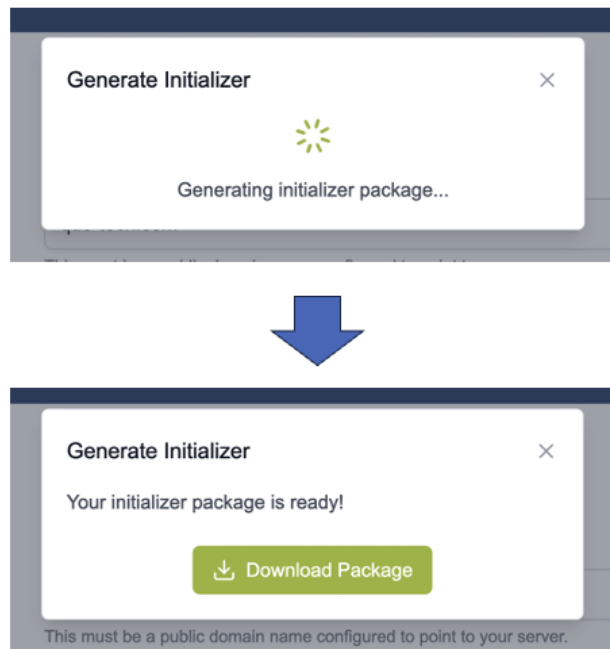 Generate Initializer
Generating initializer package...
Generate Initializer
Your initializer package is ready!
Download Package
This must be a public domain name configured to point to your server.